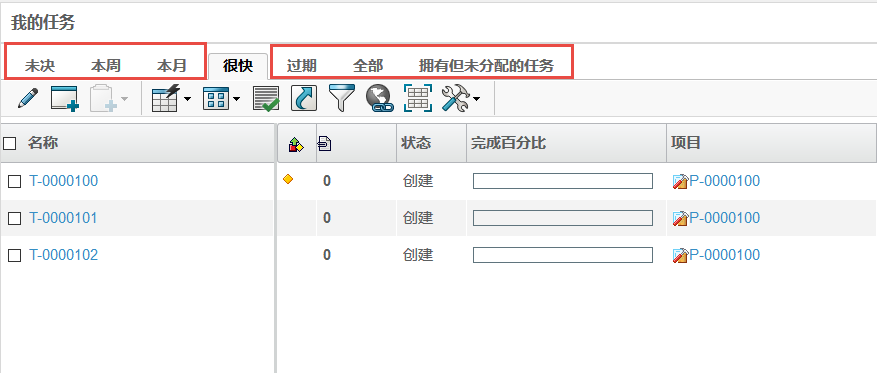 我的任务
未决 本周 本月 很快 过期 全部 拥有但未分配的任务
名称 状态 完成百分比 项目
T-0000100 0 创建 P-0000100
T-0000101 0 创建 P-0000100
T-0000102 0 创建 P-0000100